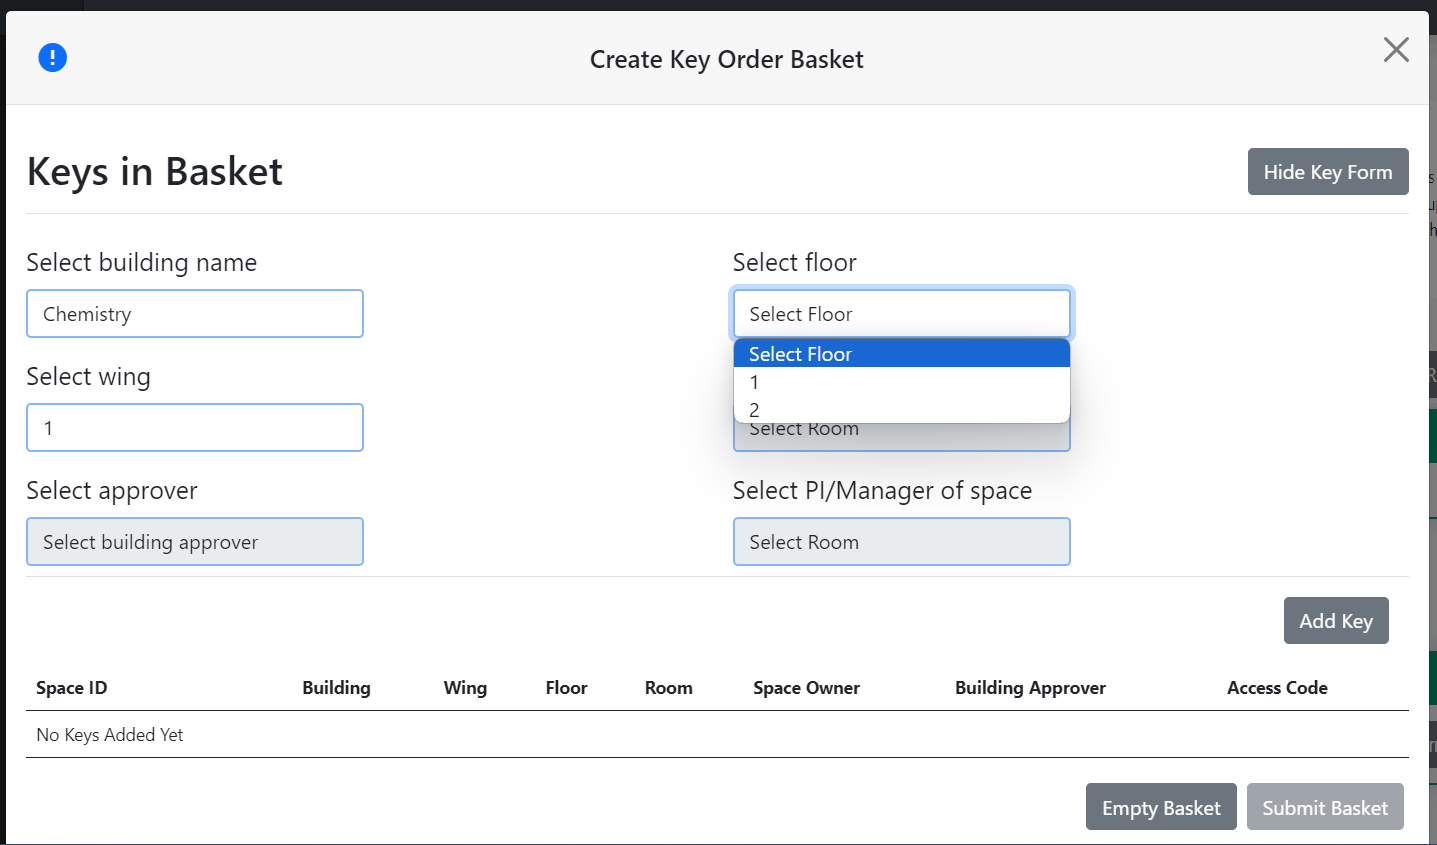 Create Key Order Basket
Keys in Basket
Hide Key Form
Select building name
Select floor
Chemistry
Select Floor
Select Floor
1
2
Select wing
1
Select Room
Select approver
Select PI/Manager of space
Select building approver
Select Room
Add Key
Space ID Building Wing Floor Room Space Owner Building Approver Access Code
No Keys Added Yet
Empty Basket
Submit Basket